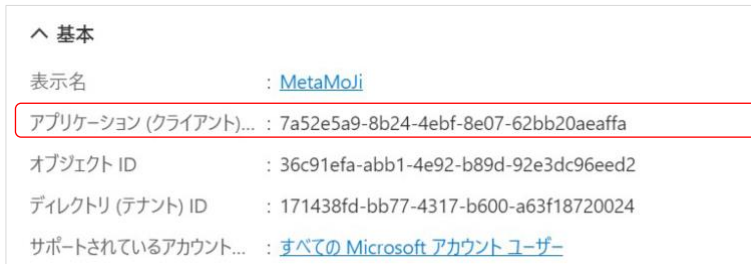 へ 基本
表示名 : MetaMoJi
アプリケーション (クライアント)... : 7a52e5a9-8b24-4ebf-8e07-62bb20aeaffa
オブジェクト ID : 36c91efa-abb1-4e92-b89d-92e3dc96eed2
ディレクトリ (テナント) ID : 171438fd-bb77-4317-b600-a63f18720024
サポートされているアカウント... : すべての Microsoft アカウント ユーザー